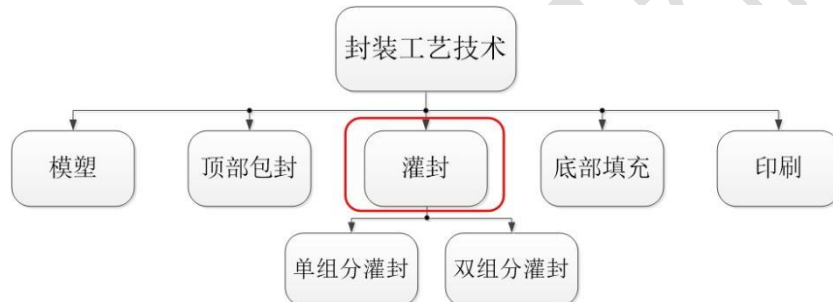 封装工艺技术
模塑
顶部包封
灌封
底部填充
印刷
单组分灌封
双组分灌封